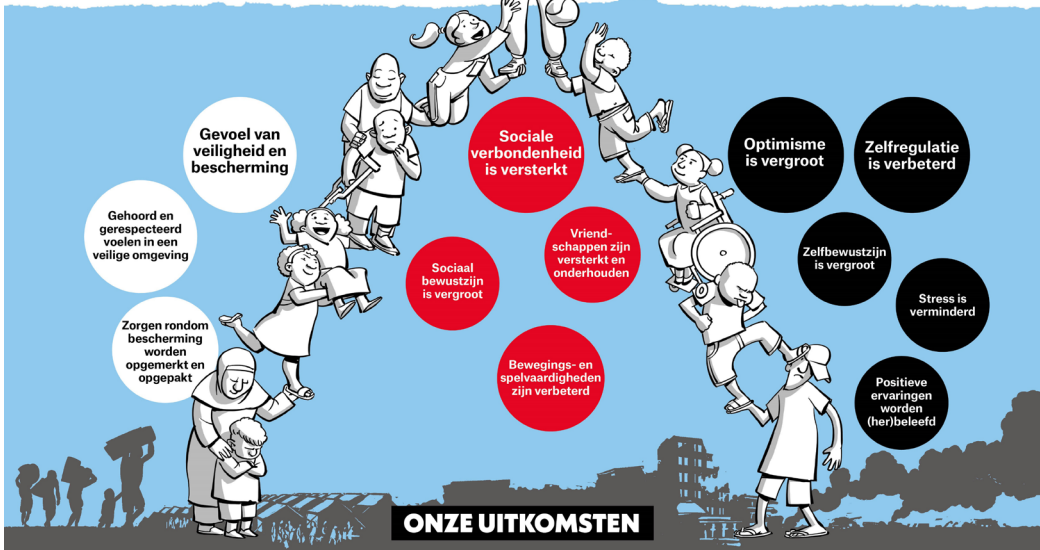 Gevoel van
veiligheid en
bescherming
Gehoord en
gerespecteerd
voelen in een
veilige omgeving
Zorgen rondom
bescherming
worden
opgemerkt en
opgepakt
Sociale
verbondenheid
is versterkt
Sociaal
bewustzijn
is vergroot
Vriend-
schappen zijn
versterkt en
onderhouden
Bewegings- en
spelvaardigheden
zijn verbeterd
Optimisme
is vergroot
Zelfregulatie
is verbeterd
Zelfbewustzijn
is vergroot
Stress is
verminderd
Positieve
ervaringen
worden
(her)beleefd
ONZE UITKOMSTEN